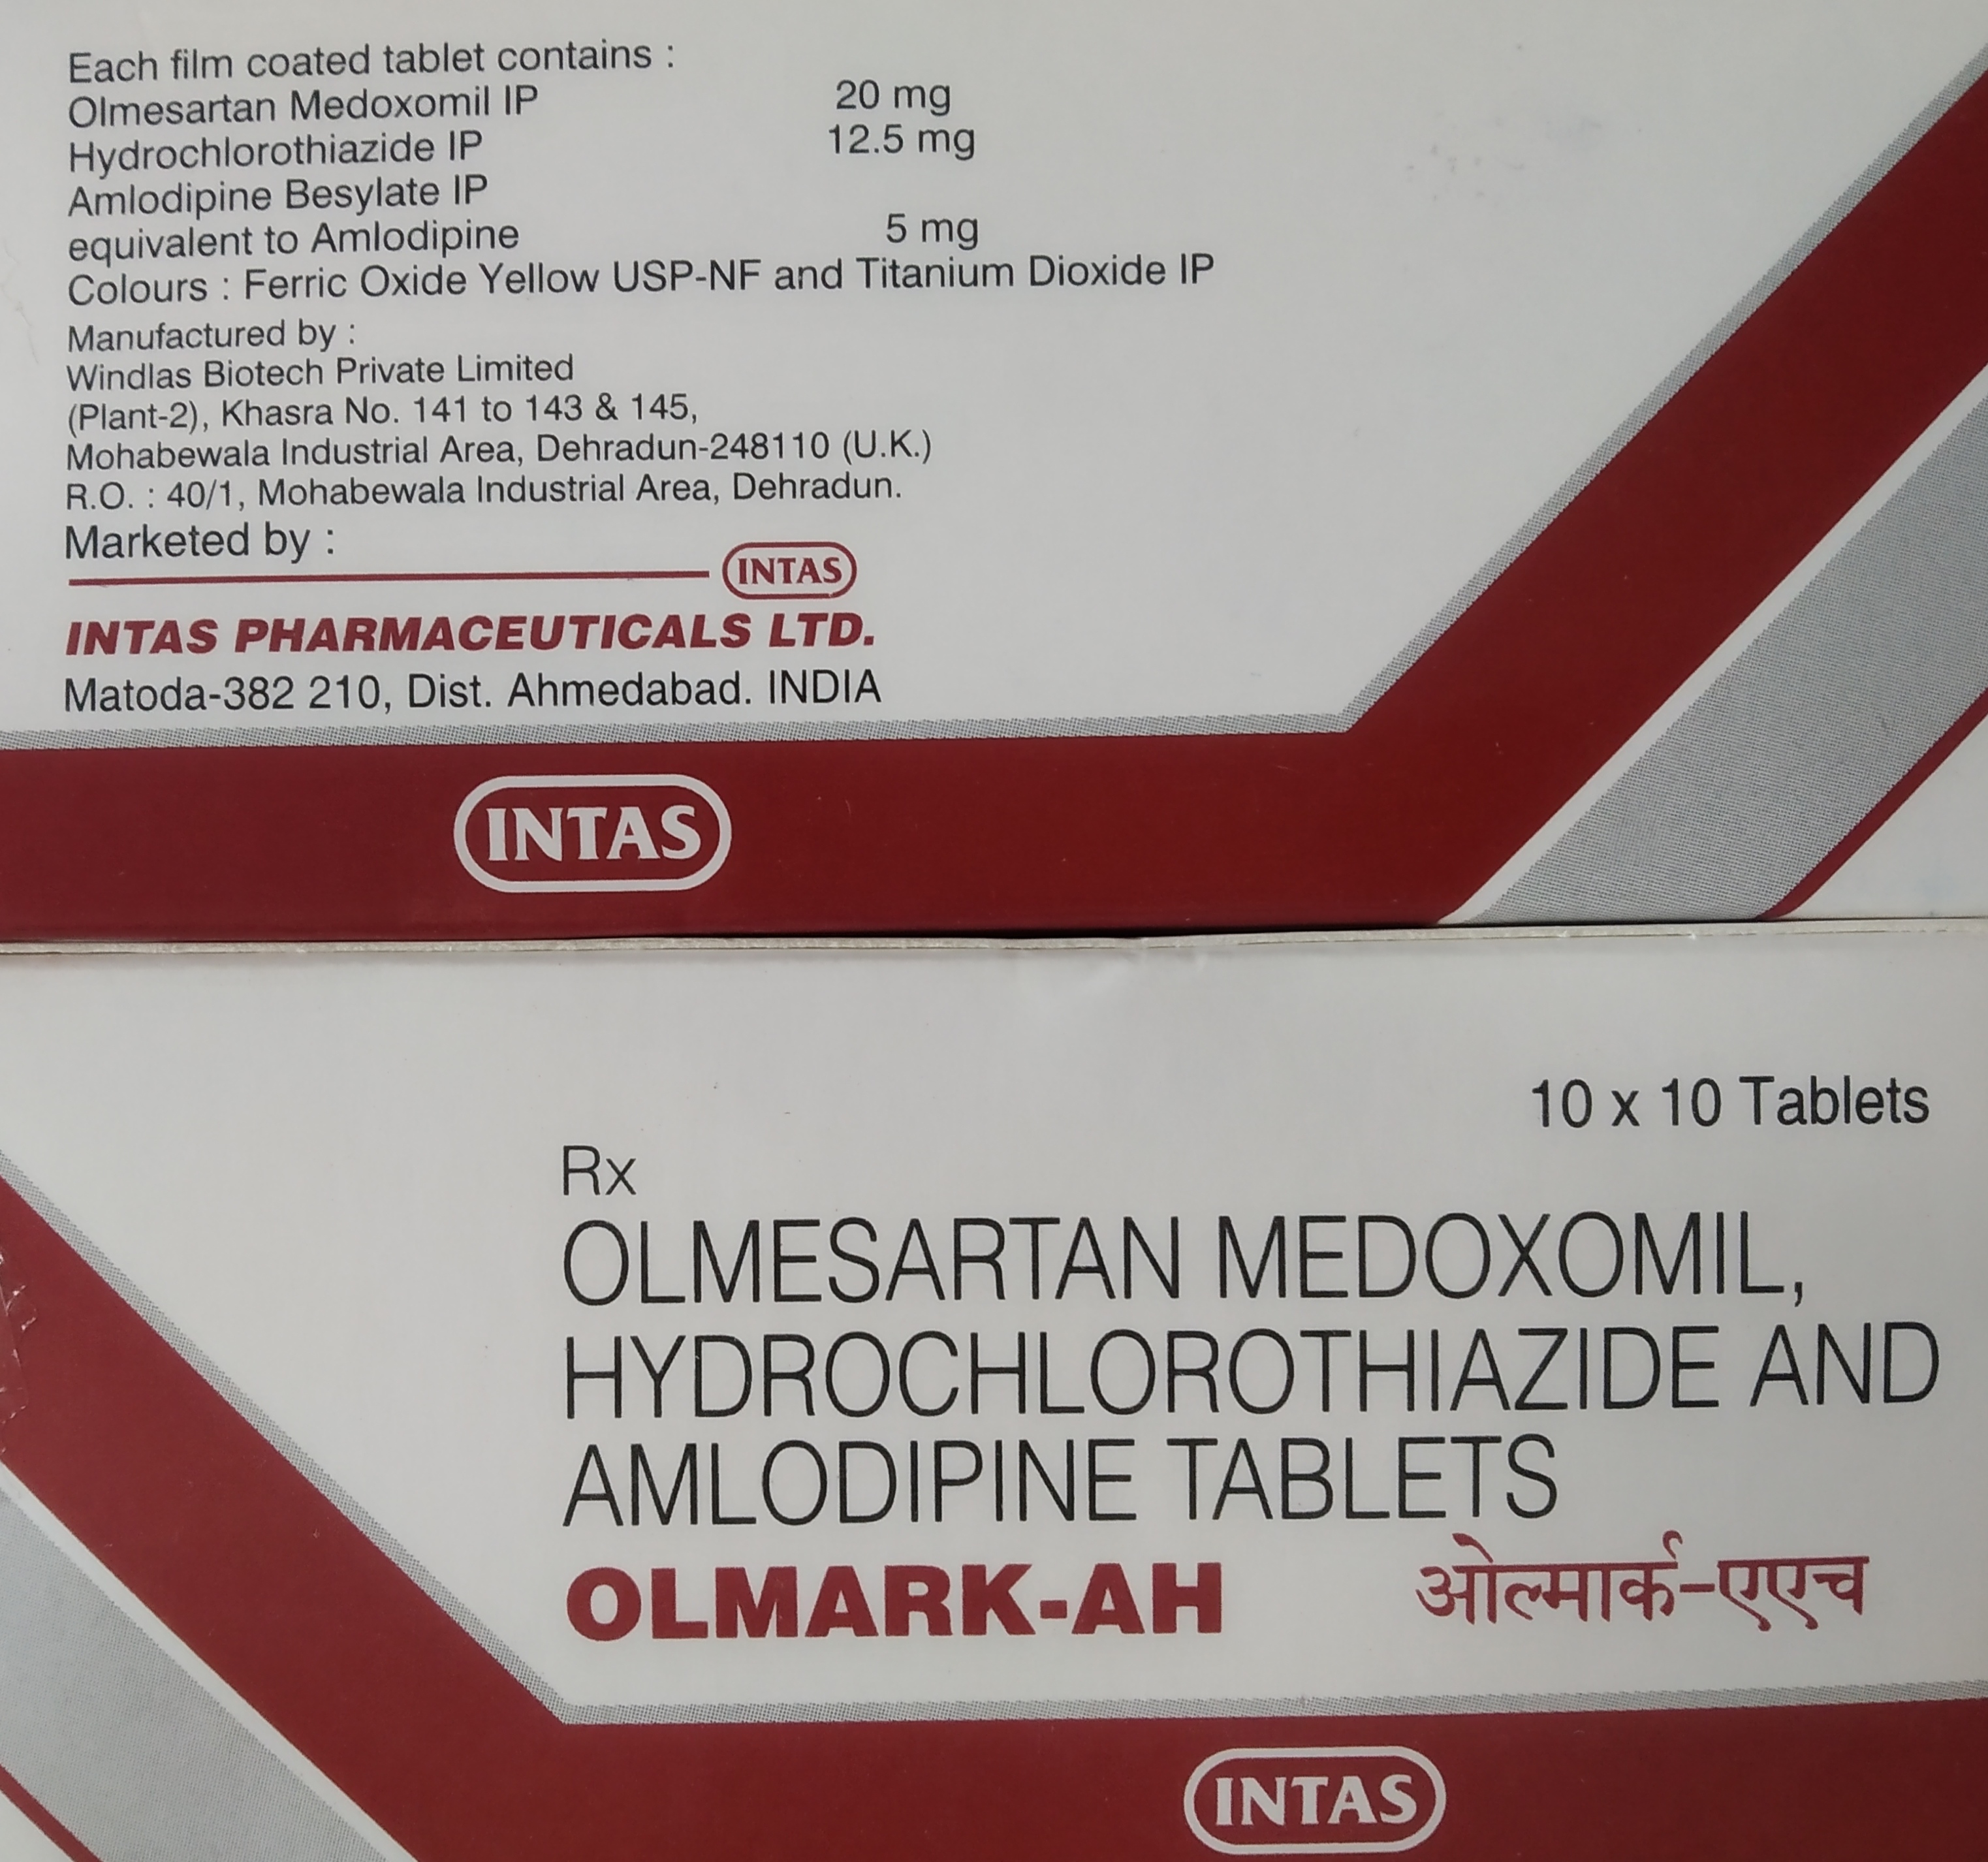 Each film coated tablet contains :
Olmesartan Medoxomil IP 20 mg
Hydrochlorothiazide IP 12.5 mg
Amlodipine Besylate IP
equivalent to Amlodipine 5 mg
Colours : Ferric Oxide Yellow USP-NF and Titanium Dioxide IP
Manufactured by :
Windlas Biotech Private Limited
(Plant-2), Khasra No. 141 to 143 & 145,
Mohabewala Industrial Area, Dehradun-248110 (U.K.)
R.O. : 40/1, Mohabewala Industrial Area, Dehradun.
Marketed by :
INTAS
INTAS PHARMACEUTICALS LTD.
Matoda-382 210, Dist. Ahmedabad. INDIA
INTAS
10 x 10 Tablets
Rx
OLMESARTAN MEDOXOMIL,
HYDROCHLOROTHIAZIDE AND
AMLODIPINE TABLETS
OLMARK-AH ओल्मार्क-एएच
INTAS